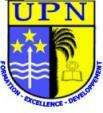 UPN
FORMATION - EXCELLENCE - DEVELOPPEMENT